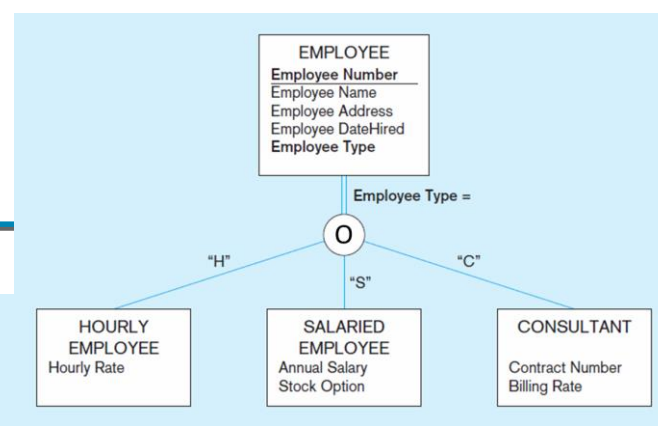 EMPLOYEE
Employee Number
Employee Name
Employee Address
Employee DateHired
Employee Type
Employee Type =
O
"H"
"S"
"C"
HOURLY
EMPLOYEE
Hourly Rate
SALARIED
EMPLOYEE
Annual Salary
Stock Option
CONSULTANT
Contract Number
Billing Rate